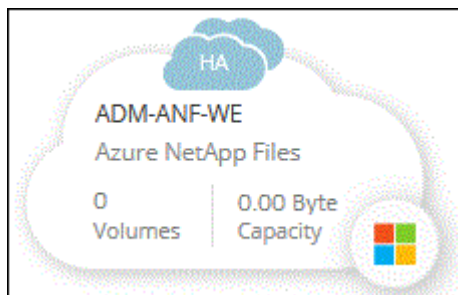 HA
ADM-ANF-WE
Azure NetApp Files
0 0.00 Byte
Volumes Capacity